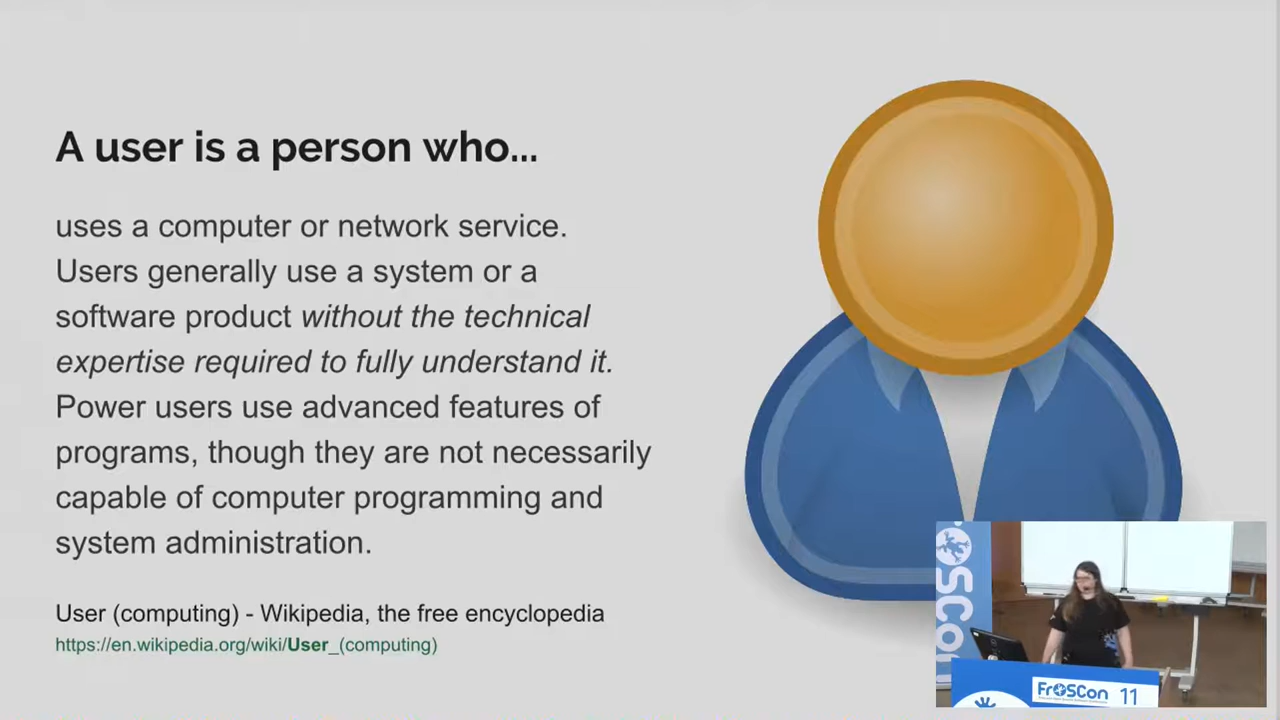 A user is a person who...
uses a computer or network service.
Users generally use a system or a
software product without the technical
expertise required to fully understand it.
Power users use advanced features of
programs, though they are not necessarily
capable of computer programming and
system administration.
User (computing) - Wikipedia, the free encyclopedia
https://en.wikipedia.org/wiki/User_(computing)
FrOSCon
FrOSCon 11